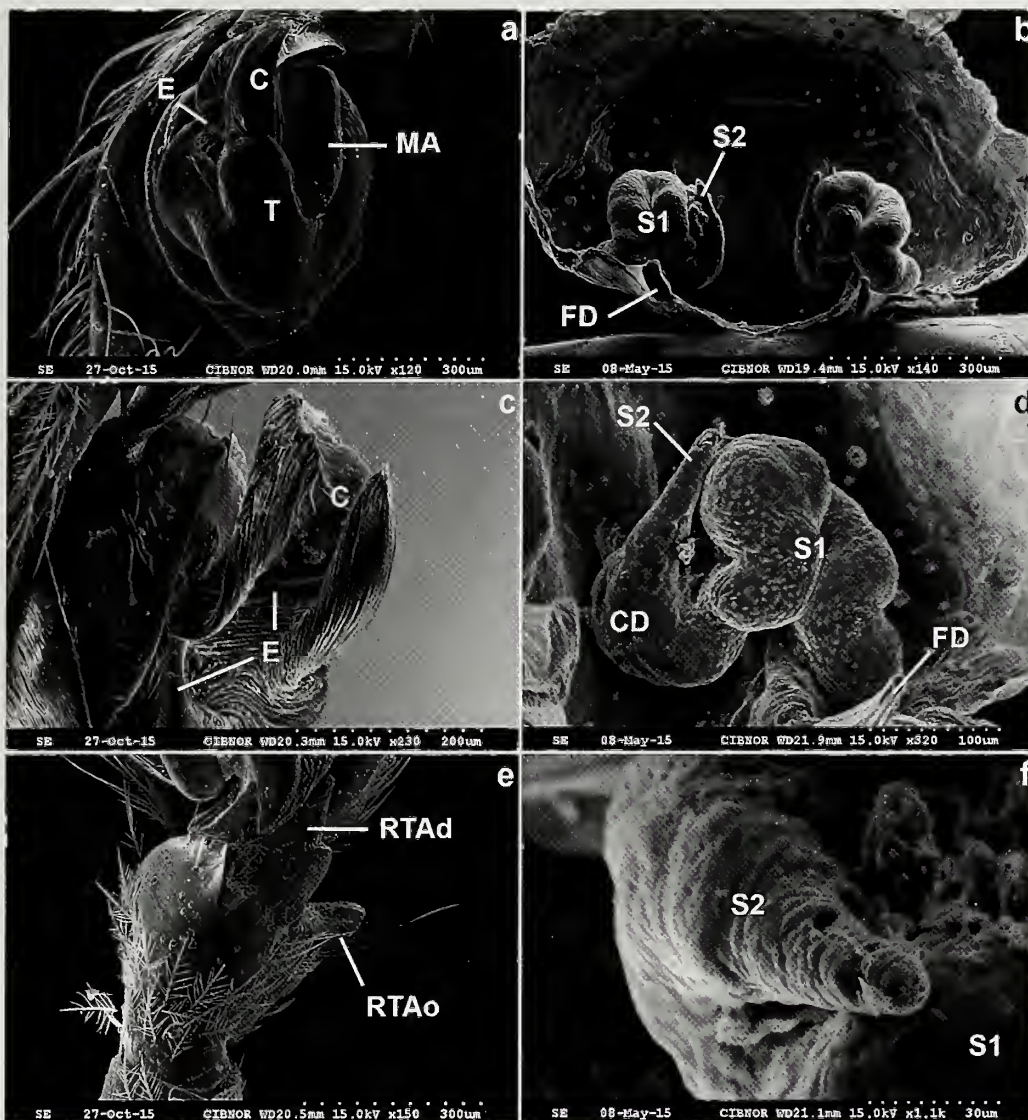 a
E
C
MA
T
SE 27-Oct-15 CIBNOR WD20.0mm 15.0kV x120 300um
b
S2
S1
FD
SE 08-May-15 CIBNOR WD19.4mm 15.0kV x140 300um
c
C
E
SE 27-Oct-15 CIBNOR WD20.3mm 15.0kV x230 200um
d
S2
S1
CD
FD
SE 08-May-15 CIBNOR WD21.9mm 15.0kV x320 100um
e
RTAd
RTAo
SE 27-Oct-15 CIBNOR WD20.5mm 15.0kV x150 300um
f
S2
S1
SE 08-May-15 CIBNOR WD21.1mm 15.0kV x1.1k 30um